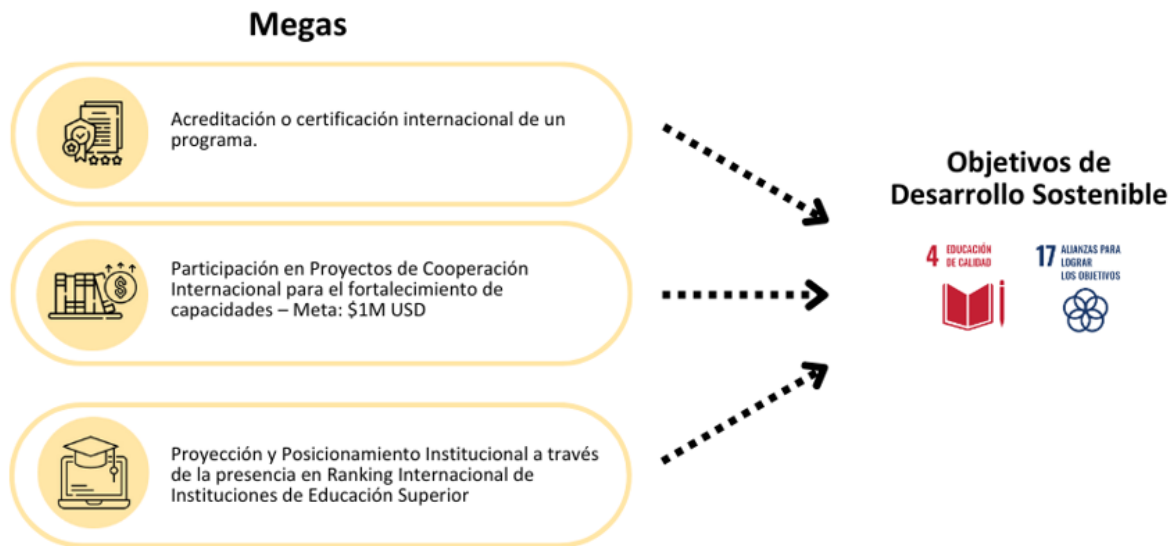 Megas
Acreditación o certificación internacional de un
programa.
Participación en Proyectos de Cooperación
Internacional para el fortalecimiento de
capacidades – Meta: $1M USD
Proyección y Posicionamiento Institucional a través
de la presencia en Ranking Internacional de
Instituciones de Educación Superior
Objetivos de
Desarrollo Sostenible
4 EDUCACIÓN
DE CALIDAD
17 ALIANZAS PARA
LOGRAR
LOS OBJETIVOS